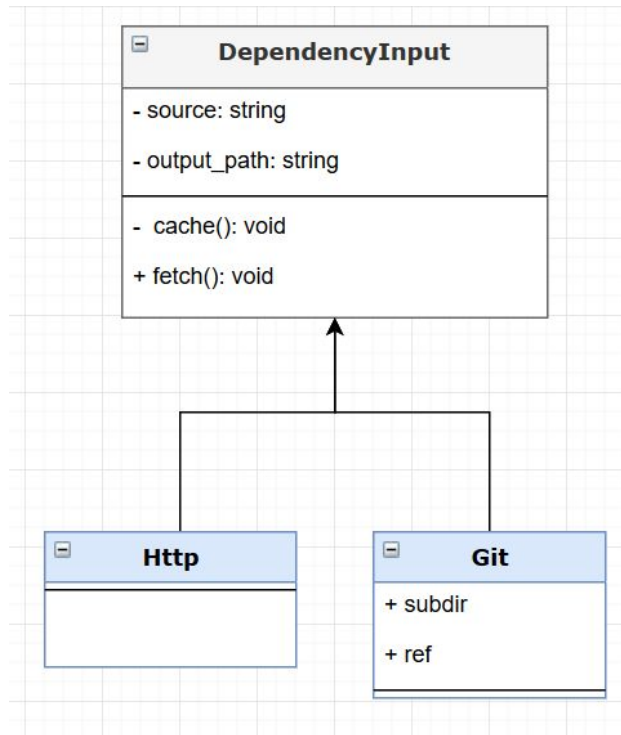 DependencyInput
- source: string
- output_path: string
- cache(): void
+ fetch(): void
Http
Git
+ subdir
+ ref